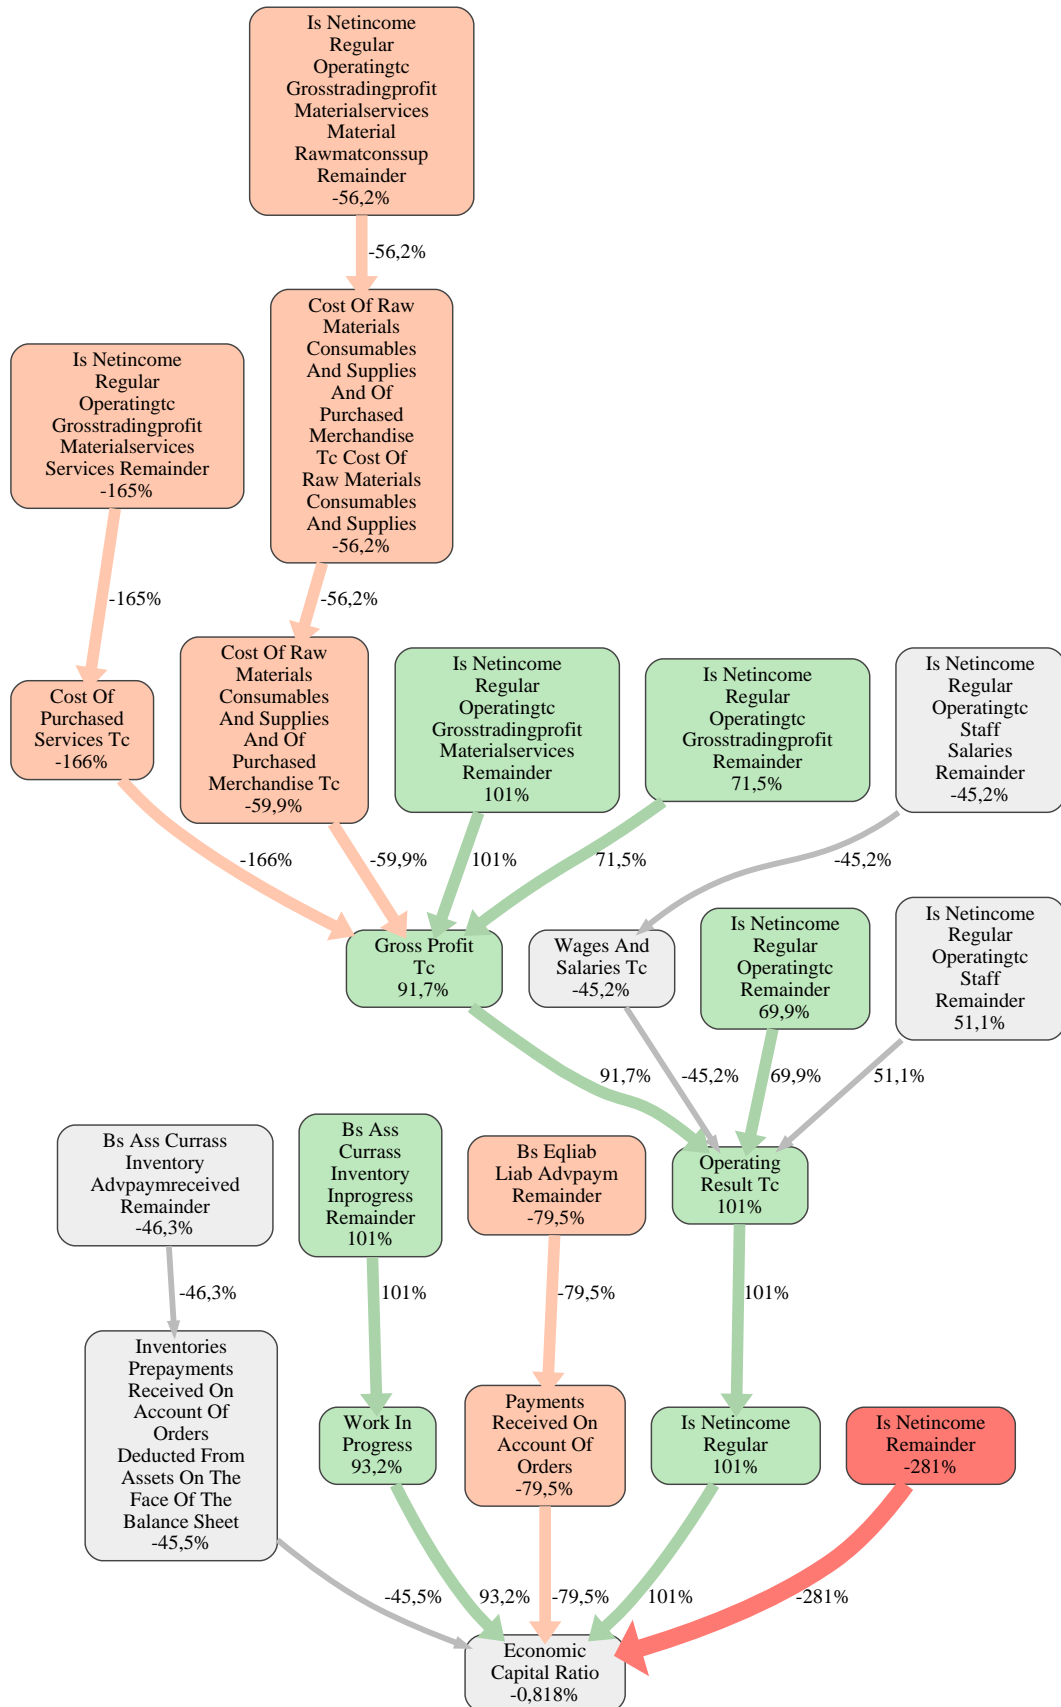 Is Netincome
Regular
Operatingtc
Grosstradingprofit
Materialservices
Material
Rawmatconssup
Remainder
-56,2%
-56,2%
Cost Of Raw
Materials
Consumables
And Supplies
And Of
Purchased
Merchandise
Tc Cost Of
Raw Materials
Consumables
And Supplies
-56,2%
Is Netincome
Regular
Operatingtc
Grosstradingprofit
Materialservices
Services Remainder
-165%
-165%
-56,2%
Cost Of
Purchased
Services Tc
-166%
Cost Of Raw
Materials
Consumables
And Supplies
And Of
Purchased
Merchandise Tc
-59,9%
Is Netincome
Regular
Operatingtc
Grosstradingprofit
Materialservices
Remainder
101%
Is Netincome
Regular
Operatingtc
Grosstradingprofit
Remainder
71,5%
Is Netincome
Regular
Operatingtc
Staff
Salaries
Remainder
-45,2%
-166%
-59,9%
101%
71,5%
-45,2%
Gross Profit
Tc
91,7%
Wages And
Salaries Tc
-45,2%
Is Netincome
Regular
Operatingtc
Remainder
69,9%
Is Netincome
Regular
Operatingtc
Staff
Remainder
51,1%
91,7%
-45,2%
69,9%
51,1%
Bs Ass Currass
Inventory
Advpaymreceived
Remainder
-46,3%
Bs Ass
Currass
Inventory
Inprogress
Remainder
101%
Bs Eqliab
Liab Advpaym
Remainder
-79,5%
Operating
Result Tc
101%
-46,3%
101%
-79,5%
101%
Inventories
Prepayments
Received On
Account Of
Orders
Deducted From
Assets On The
Face Of The
Balance Sheet
-45,5%
Work In
Progress
93,2%
Payments
Received On
Account Of
Orders
-79,5%
Is Netincome
Regular
101%
Is Netincome
Remainder
-281%
-45,5%
93,2%
-79,5%
101%
-281%
Economic
Capital Ratio
-0,818%